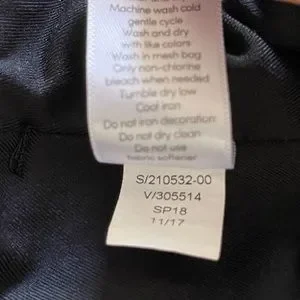 Machine wash cold
gentle cycle
Wash and dry
with like colors
Wash in mesh bag
Only non-chlorine
bleach when needed
Tumble dry low
Cool iron
Do not iron decoration
Do not dry clean
Do not use
fabric softener
S/210532-00
V/305514
SP18
11/17